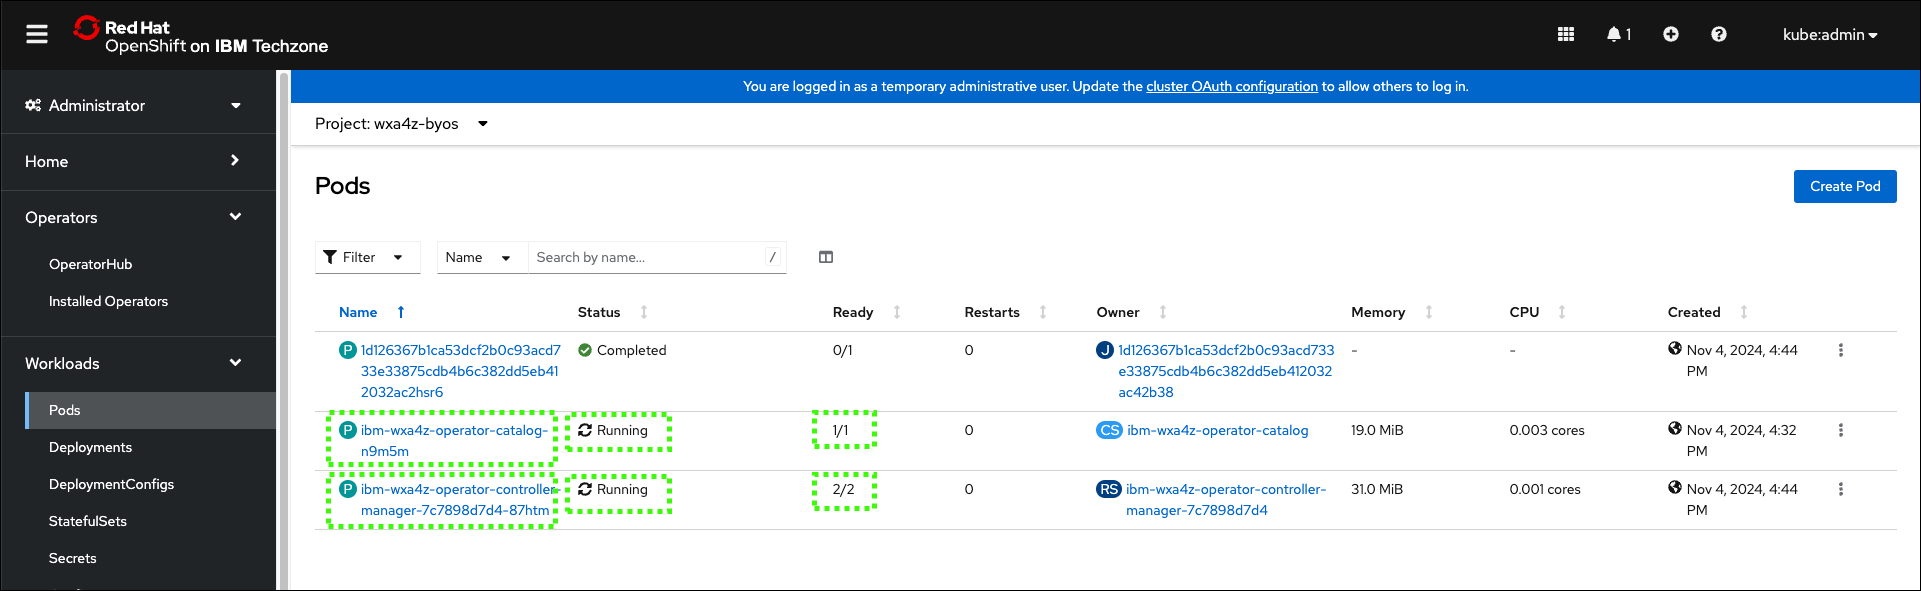 Red Hat
OpenShift on IBM Techzone
1
kube:admin
Administrator
You are logged in as a temporary administrative user. Update the cluster OAuth configuration to allow others to log in.
Project: wxa4z-byos
Home
Pods
Create Pod
Operators
OperatorHub
Installed Operators
Workloads
Pods
Deployments
DeploymentConfigs
StatefulSets
Secrets
Filter
Name
Search by name...
/
Name Status Ready Restarts Owner Memory CPU Created
P 1d126367b1ca53dcf2b0c93acd7 Completed 0/1 0 J 1d126367b1ca53dcf2b0c93acd733 - - Nov 4, 2024, 4:44
33e33875cdb4b6c382dd5eb41 e33875cdb4b6c382dd5eb412032 PM
2032ac2hsr6 ac42b38
P ibm-wxa4z-operator-catalog- Running 1/1 0 CS ibm-wxa4z-operator-catalog 19.0 MiB 0.003 cores Nov 4, 2024, 4:32
n9m5m PM
P ibm-wxa4z-operator-controller- Running 2/2 0 RS ibm-wxa4z-operator-controller- 31.0 MiB 0.001 cores Nov 4, 2024, 4:44
manager-7c7898d7d4-87htm manager-7c7898d7d4 PM